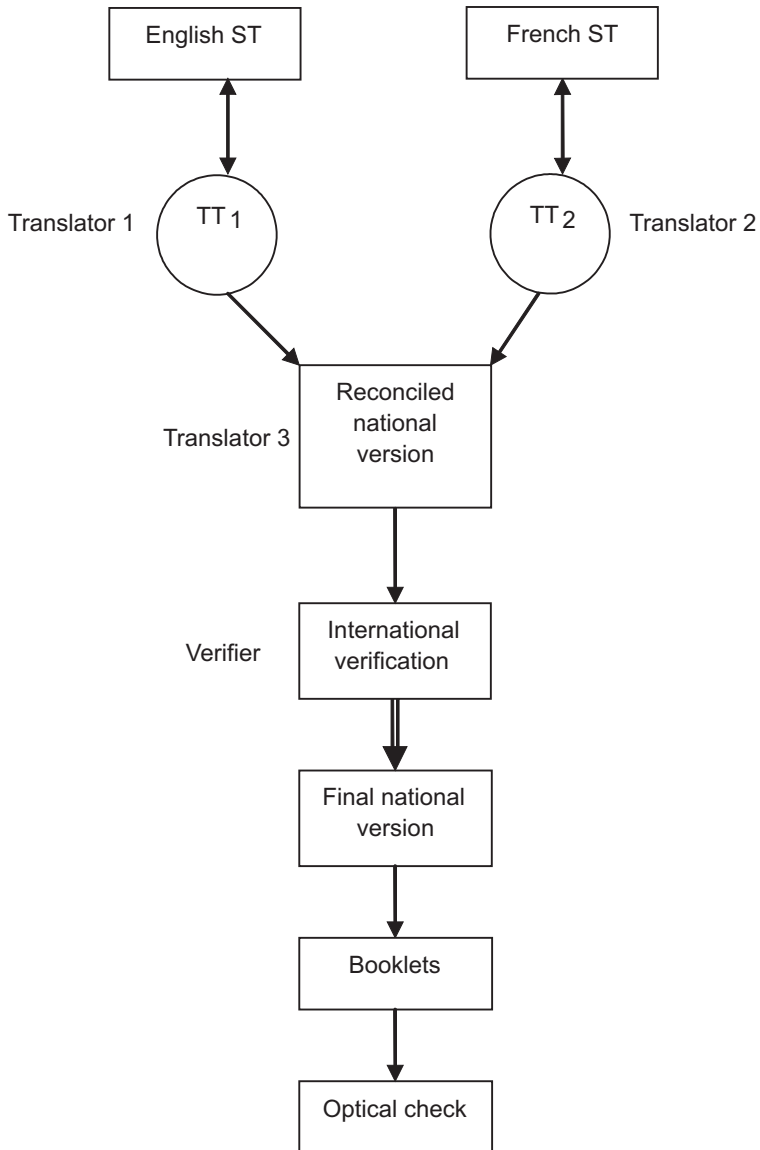 English ST
French ST
Translator 1
TT 1
TT 2
Translator 2
Reconciled
national
version
Translator 3
International
verification
Verifier
Final national
version
Booklets
Optical check